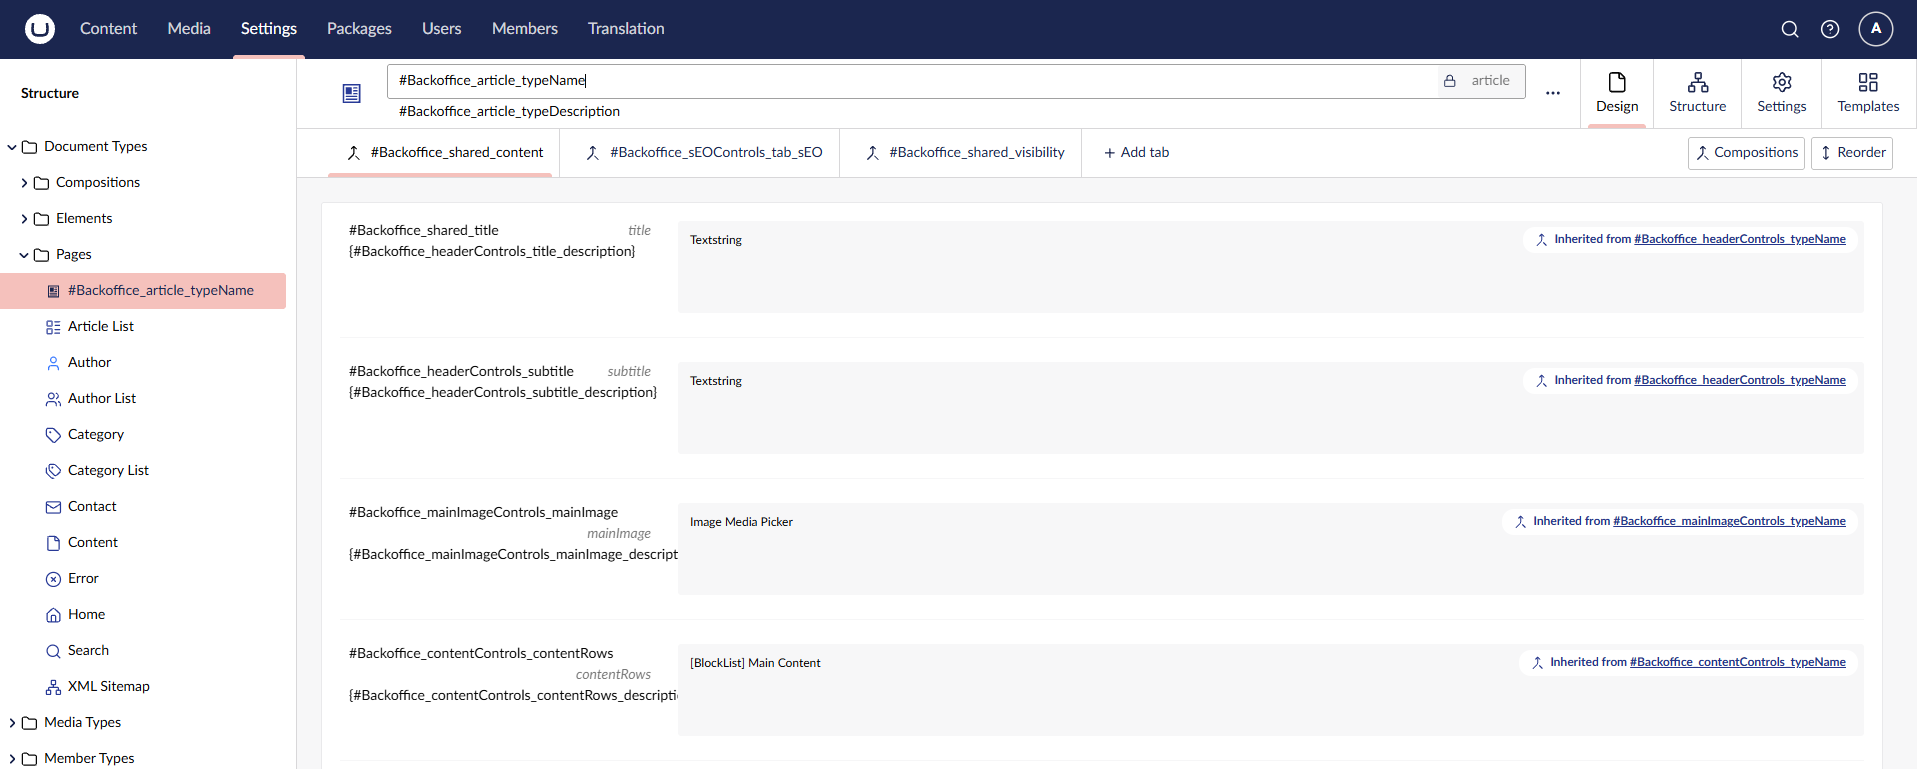 Content Media Settings Packages Users Members Translation A
Structure
Document Types
Compositions
Elements
Pages
#Backoffice_article_typeName
Article List
Author
Author List
Category
Category List
Contact
Content
Error
Home
Search
XML Sitemap
Media Types
Member Types
#Backoffice_article_typeName article
#Backoffice_article_typeDescription
... Design Structure Settings Templates
#Backoffice_shared_content #Backoffice_sEOControls_tab_sEO #Backoffice_shared_visibility + Add tab Compositions Reorder
#Backoffice_shared_title title
{#Backoffice_headerControls_title_description}
Textstring Inherited from #Backoffice_headerControls_typeName
#Backoffice_headerControls_subtitle subtitle
{#Backoffice_headerControls_subtitle_description}
Textstring Inherited from #Backoffice_headerControls_typeName
#Backoffice_mainImageControls_mainImage
mainImage
{#Backoffice_mainImageControls_mainImage_descript
Image Media Picker Inherited from #Backoffice_mainImageControls_typeName
#Backoffice_contentControls_contentRows
contentRows
{#Backoffice_contentControls_contentRows_descripti
[BlockList] Main Content Inherited from #Backoffice_contentControls_typeName